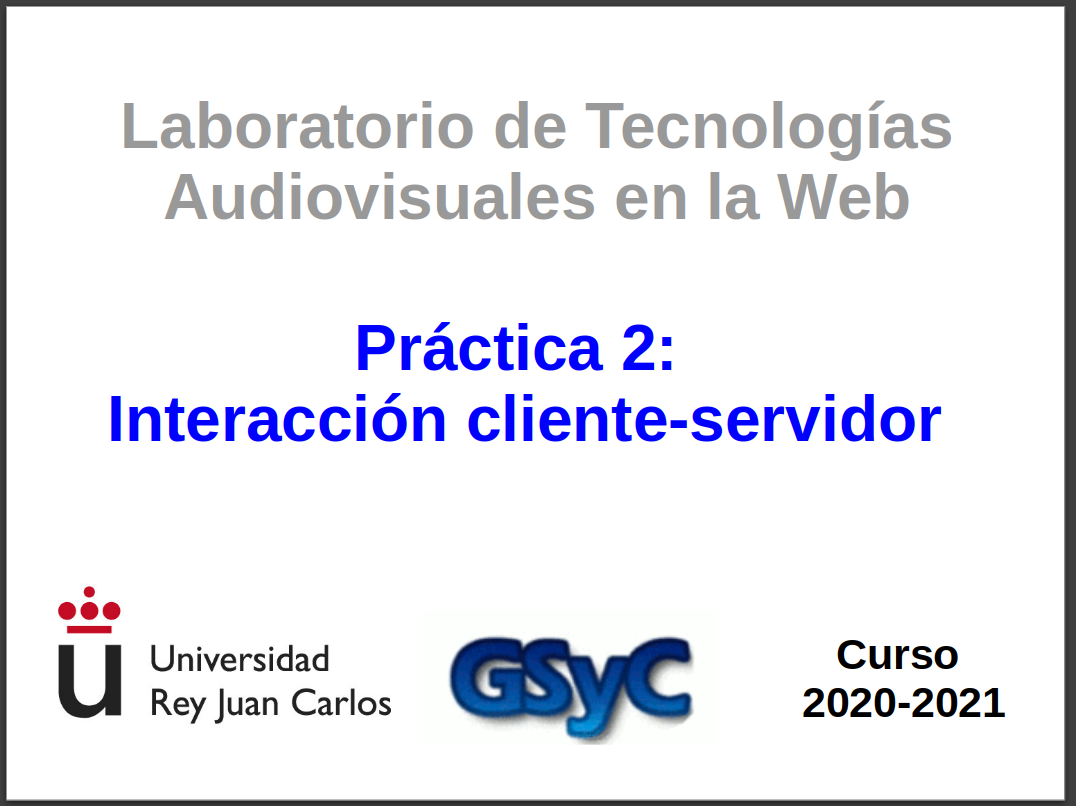 Laboratorio de Tecnologías
Audiovisuales en la Web
Práctica 2:
Interacción cliente-servidor
u
Universidad
Rey Juan Carlos
GSyC
Curso
2020-2021